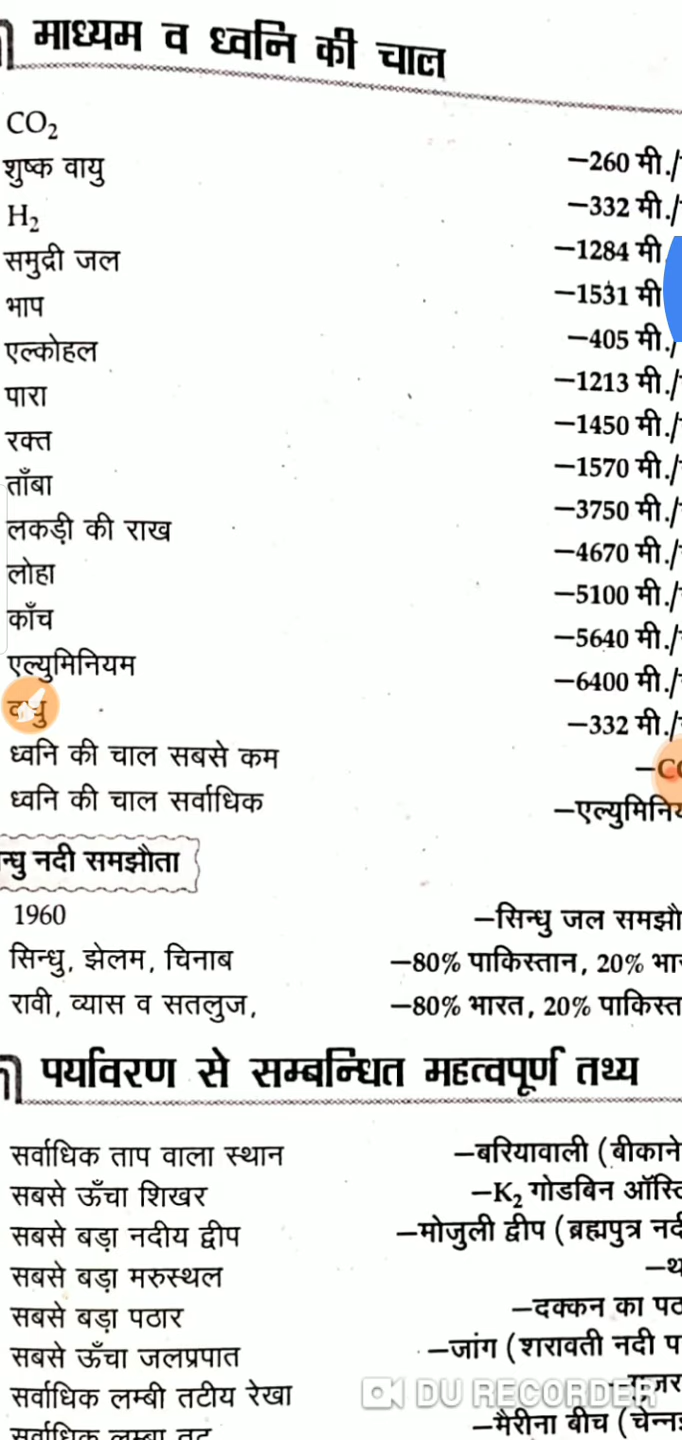 माध्यम व ध्वनि की चाल
CO2 –260 मी./
शुष्क वायु –332 मी./
H2 –1284 मी.
समुद्री जल –1531 मी
भाप –405 मी./
एल्कोहल –1213 मी./
पारा –1450 मी./
रक्त –1570 मी./
ताँबा –3750 मी./
लकड़ी की राख –4670 मी./
लोहा –5100 मी./
काँच –5640 मी./
एल्युमिनियम –6400 मी./
–332 मी./
ध्वनि की चाल सबसे कम
ध्वनि की चाल सर्वाधिक –एल्युमिनि
न्धु नदी समझौता
1960 –सिन्धु जल समझौ
सिन्धु, झेलम, चिनाब –80% पाकिस्तान, 20% भा
रावी, व्यास व सतलुज, –80% भारत, 20% पाकिस्त
पर्यावरण से सम्बन्धित महत्वपूर्ण तथ्य
सर्वाधिक ताप वाला स्थान –बरियावाली (बीकाने
सबसे ऊँचा शिखर –K2 गोडबिन ऑस्टि
सबसे बड़ा नदीय द्वीप –मोजुली द्वीप (ब्रह्मपुत्र नदी
सबसे बड़ा मरुस्थल –थ
सबसे बड़ा पठार –दक्कन का पठ
सबसे ऊँचा जलप्रपात –जांग (शरावती नदी प
सर्वाधिक लम्बी तटीय रेखा
DU RECORDER
सर्वाधिक लम्बा तट –मैरीना बीच (चेन्न